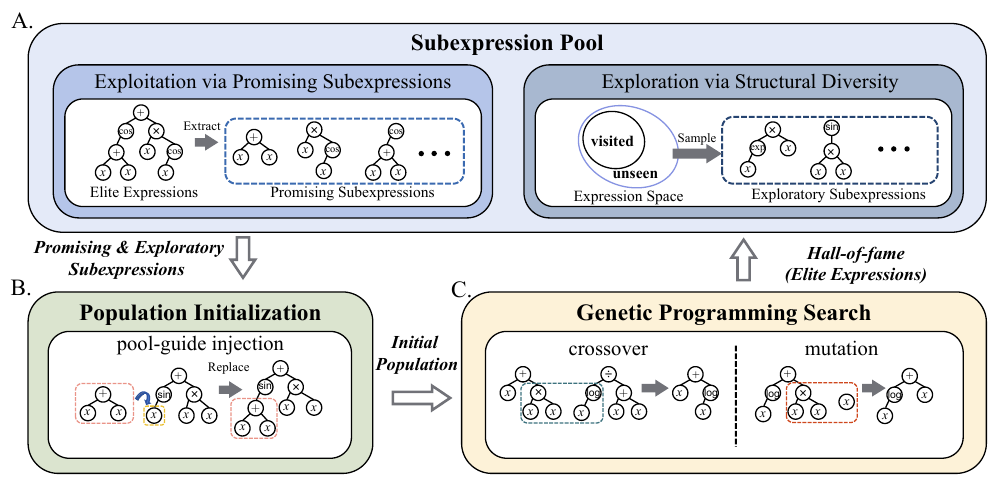 A.
Subexpression Pool
Exploitation via Promising Subexpressions
+
cos
×
+
x
cos
x
x
x
Elite Expressions
Extract
+
x
x
×
x
cos
x
cos
+
x
x
•••
Promising Subexpressions
Exploration via Structural Diversity
visited
unseen
Expression Space
Sample
×
exp
x
x
sin
×
x
x
•••
Exploratory Subexpressions
Promising & Exploratory
Subexpressions
Hall-of-fame
(Elite Expressions)
B.
Population Initialization
pool-guide injection
+
x
x
+
sin
×
x
x
x
Replace
+
sin
×
+
x
x
x
x
Initial
Population
C.
Genetic Programming Search
crossover
+
x
×
x
x
÷
log
+
x
x
x
+
x
log
x
mutation
+
log
×
x
x
x
x
+
log
x
x